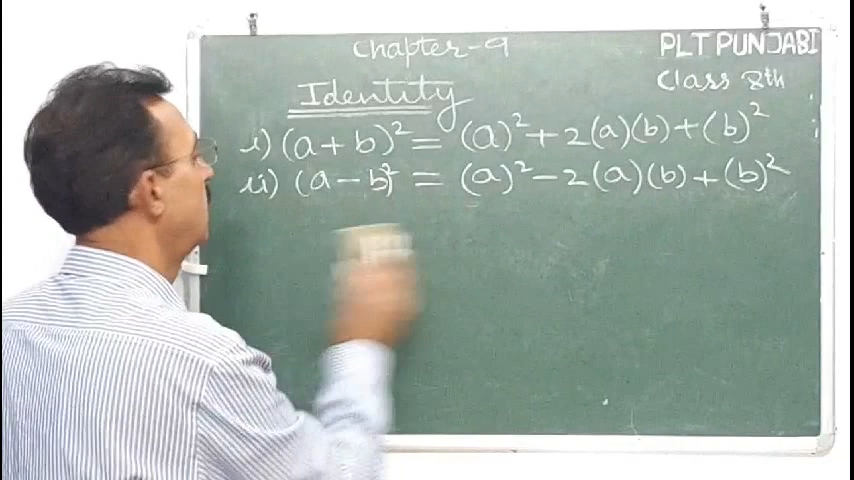 Chapter-9
PLT PUNJABI
Class 8th
Identity
i) (a+b)² = (a)² + 2(a)(b) + (b)²
ii) (a-b)² = (a)² - 2(a)(b) + (b)²